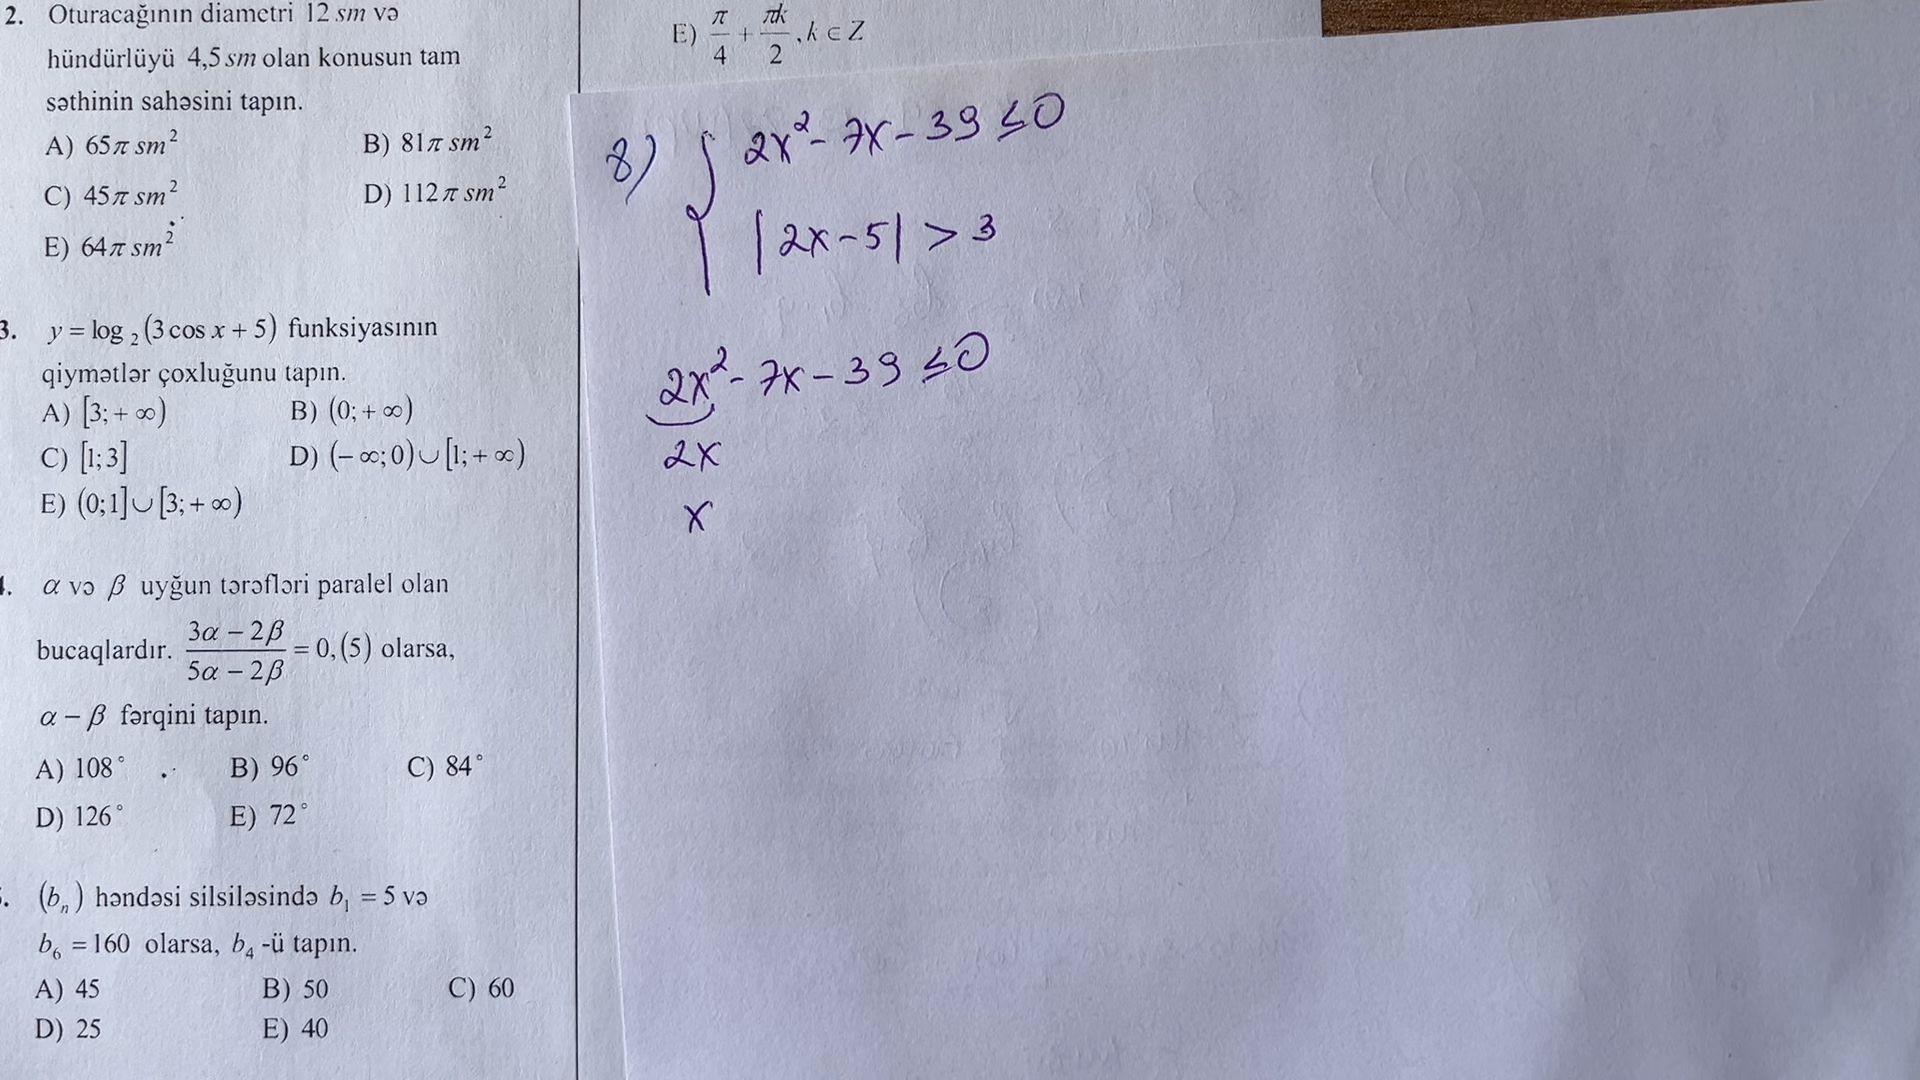 2. Oturacağının diametri 12 sm və
hündürlüyü 4,5 sm olan konusun tam
səthinin sahəsini tapın.
A) 65π sm² B) 81π sm²
C) 45π sm² D) 112π sm²
E) 64π sm²
3. y = log₂(3cos x + 5) funksiyasının
qiymətlər çoxluğunu tapın.
A) [3; + ∞) B) (0; + ∞)
C) [1; 3] D) (− ∞; 0) ∪ [1; + ∞)
E) (0; 1] ∪ [3; + ∞)
4. α və β uyğun tərəfləri paralel olan
bucaqlardır. (3α − 2β)/(5α − 2β) = 0,(5) olarsa,
α − β fərqini tapın.
A) 108° B) 96° C) 84°
D) 126° E) 72°
(bₙ) həndəsi silsiləsində b₁ = 5 və
b₆ = 160 olarsa, b₄ -ü tapın.
A) 45 B) 50 C) 60
D) 25 E) 40
E) π/4 + πk/2, k ∈ Z
8) { 2x² - 7x - 39 ≤ 0
|2x - 5| > 3
2x² - 7x - 39 ≤ 0
2x
x